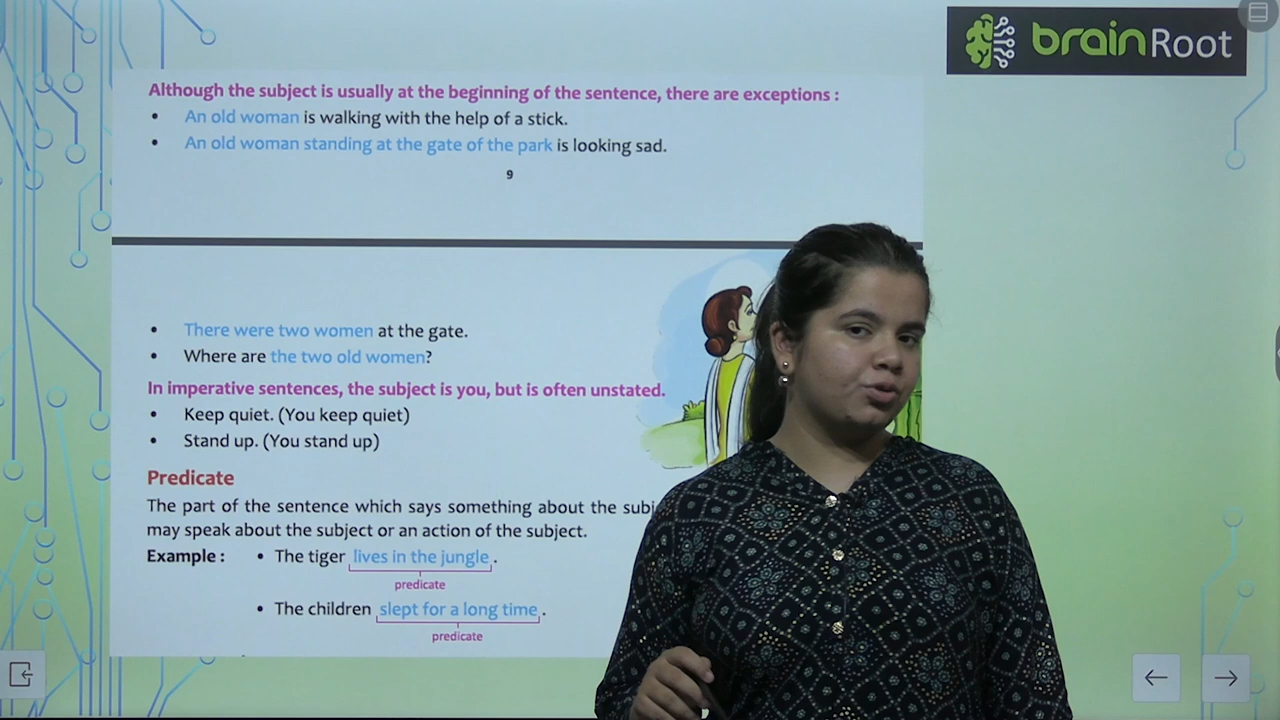 brainRoot
Although the subject is usually at the beginning of the sentence, there are exceptions :
• An old woman is walking with the help of a stick.
• An old woman standing at the gate of the park is looking sad.
9
• There were two women at the gate.
• Where are the two old women?
In imperative sentences, the subject is you, but is often unstated.
• Keep quiet. (You keep quiet)
• Stand up. (You stand up)
Predicate
The part of the sentence which says something about the subj
may speak about the subject or an action of the subject.
Example : • The tiger lives in the jungle.
predicate
• The children slept for a long time.
predicate